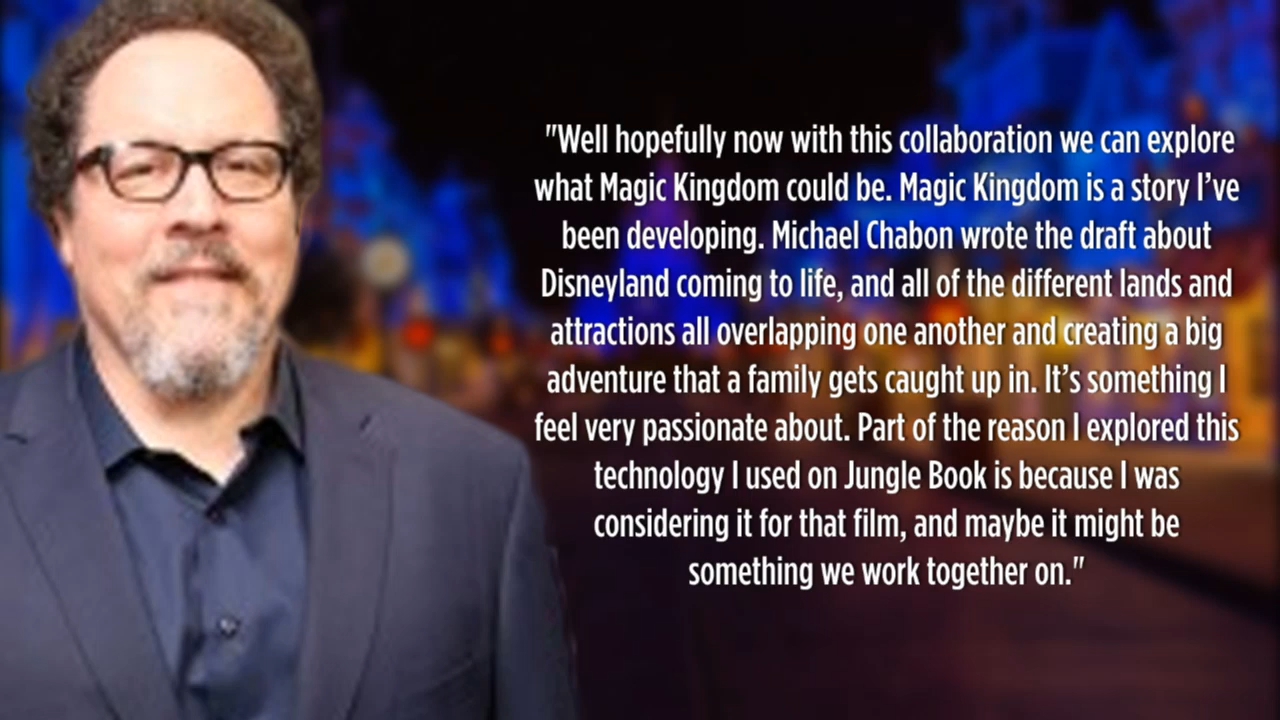 "Well hopefully now with this collaboration we can explore
what Magic Kingdom could be. Magic Kingdom is a story I’ve
been developing. Michael Chabon wrote the draft about
Disneyland coming to life, and all of the different lands and
attractions all overlapping one another and creating a big
adventure that a family gets caught up in. It’s something I
feel very passionate about. Part of the reason I explored this
technology I used on Jungle Book is because I was
considering it for that film, and maybe it might be
something we work together on."